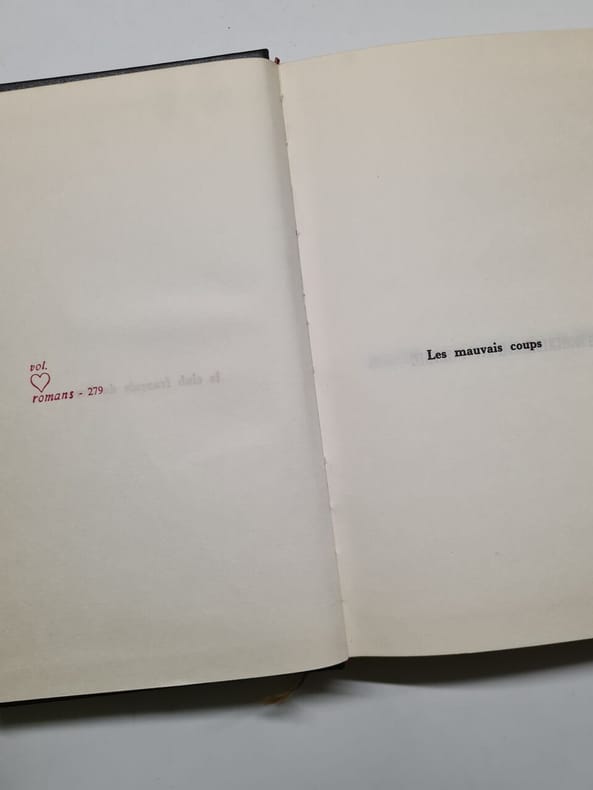 vol.
romans - 279
Les mauvais coups